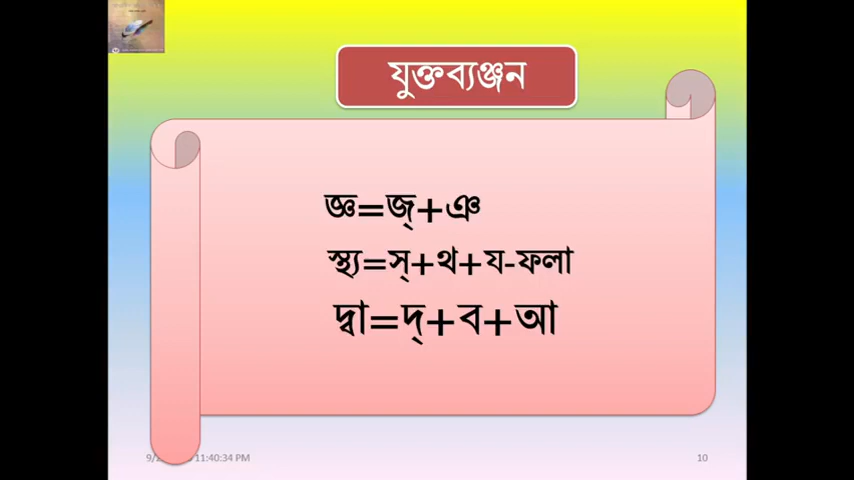 যুক্তব্যঞ্জন
জ্ঞ=জ্+ঞ
স্থ্য=স্+থ+য-ফলা
দ্বা=দ্+ব+আ
11:40:34 PM
10